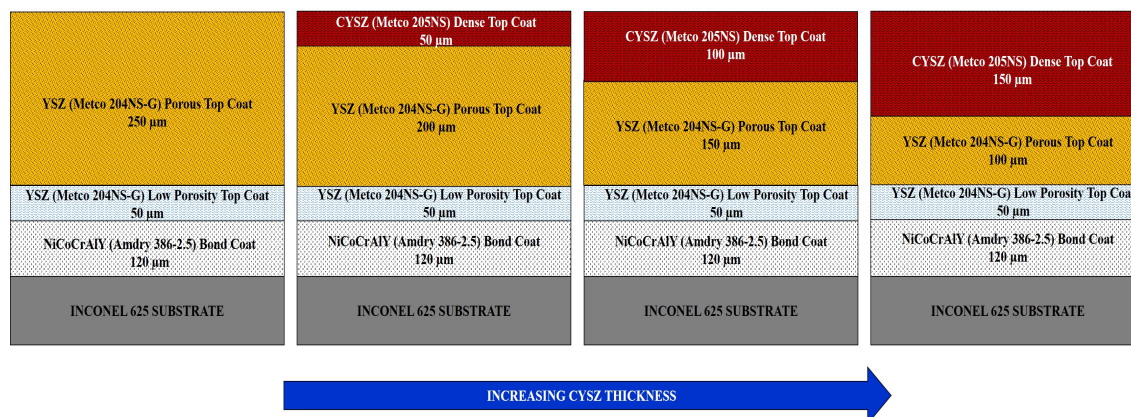 YSZ (Metco 204NS-G) Porous Top Coat
250 µm
YSZ (Metco 204NS-G) Low Porosity Top Coat
50 µm
NiCoCrAlY (Amdry 386-2.5) Bond Coat
120 µm
INCONEL 625 SUBSTRATE
CYSZ (Metco 205NS) Dense Top Coat
50 µm
YSZ (Metco 204NS-G) Porous Top Coat
200 µm
YSZ (Metco 204NS-G) Low Porosity Top Coat
50 µm
NiCoCrAlY (Amdry 386-2.5) Bond Coat
120 µm
INCONEL 625 SUBSTRATE
CYSZ (Metco 205NS) Dense Top Coat
100 µm
YSZ (Metco 204NS-G) Porous Top Coat
150 µm
YSZ (Metco 204NS-G) Low Porosity Top Coat
50 µm
NiCoCrAlY (Amdry 386-2.5) Bond Coat
120 µm
INCONEL 625 SUBSTRATE
CYSZ (Metco 205NS) Dense Top Coat
150 µm
YSZ (Metco 204NS-G) Porous Top Coat
100 µm
YSZ (Metco 204NS-G) Low Porosity Top Coat
50 µm
NiCoCrAlY (Amdry 386-2.5) Bond Coat
120 µm
INCONEL 625 SUBSTRATE
INCREASING CYSZ THICKNESS